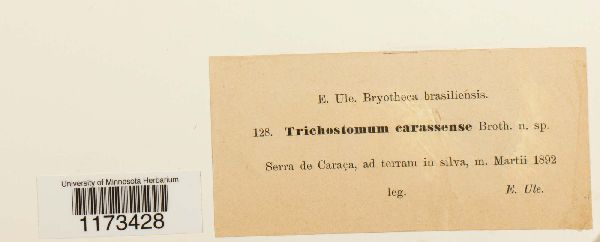 E. Ule. Bryotheca brasiliensis.
128. Trichostomum carassense Broth. n. sp.
Serra de Caraça, ad terram in silva, m. Martii 1892
leg. E. Ule.
University of Minnesota Herbarium
1173428